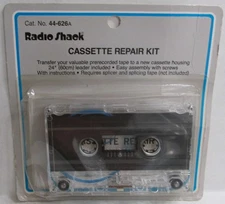 Cat. No. 44-626A
Radio Shack
CASSETTE REPAIR KIT
Transfer your valuable prerecorded tape to a new cassette housing
24" (60cm) leader included • Easy assembly with screws
With instructions • Requires splicer and splicing tape (not included)